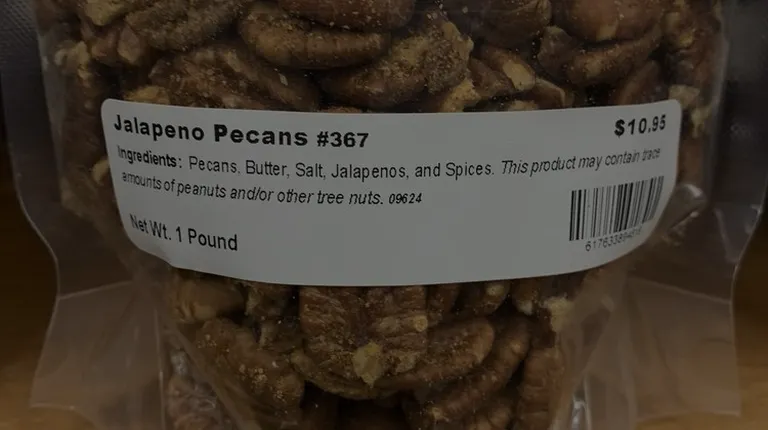 Jalapeno Pecans #367 $10.95
Ingredients: Pecans, Butter, Salt, Jalapenos, and Spices. This product may contain trace
amounts of peanuts and/or other tree nuts. 09624
Net Wt. 1 Pound